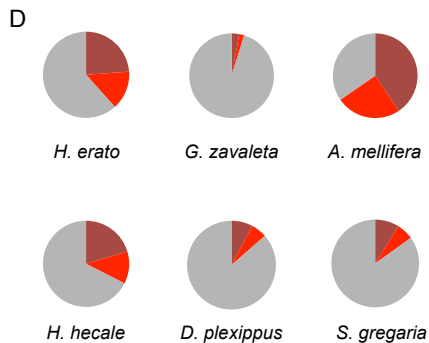 D
H. erato G. zavaleta A. mellifera
H. hecale D. plexippus S. gregaria